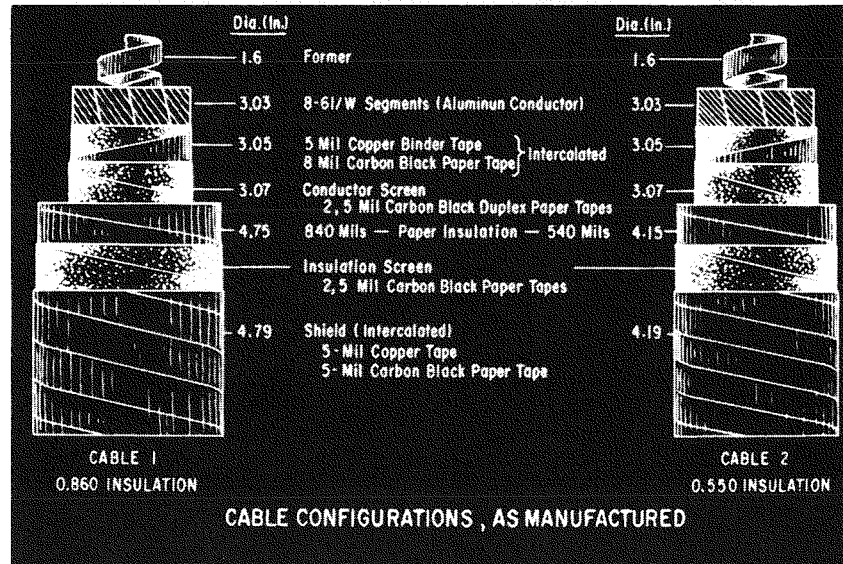 Dia.(In.) Dia.(In.)
1.6 Former 1.6
3.03 8-61/W Segments (Aluminun Conductor) 3.03
3.05 5 Mil Copper Binder Tape 3.05
8 Mil Carbon Black Paper Tape } Intercalated
3.07 Conductor Screen 3.07
2,5 Mil Carbon Black Duplex Paper Tapes
4.75 840 Mils — Paper Insulation — 540 Mils 4.15
Insulation Screen
2,5 Mil Carbon Black Paper Tapes
4.79 Shield (Intercalated) 4.19
5-Mil Copper Tape
5-Mil Carbon Black Paper Tape
CABLE 1 CABLE 2
0.860 INSULATION 0.550 INSULATION
CABLE CONFIGURATIONS, AS MANUFACTURED